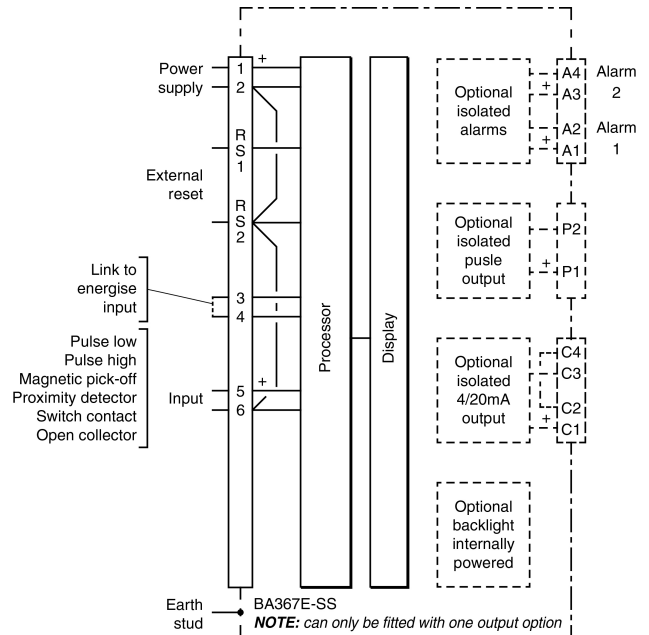 Power
supply
+
1
2
R
S
1
External
reset
R
S
2
Link to
energise
input
3
4
Pulse low
Pulse high
Magnetic pick-off
Proximity detector
Switch contact
Open collector
Input
+
5
6
Processor
Display
Optional
isolated
alarms
A4
+
A3
A2
+
A1
Alarm
2
Alarm
1
Optional
isolated
pusle
output
P2
+
P1
Optional
isolated
4/20mA
output
C4
C3
C2
+
C1
Optional
backlight
internally
powered
Earth
stud
BA367E-SS
NOTE: can only be fitted with one output option